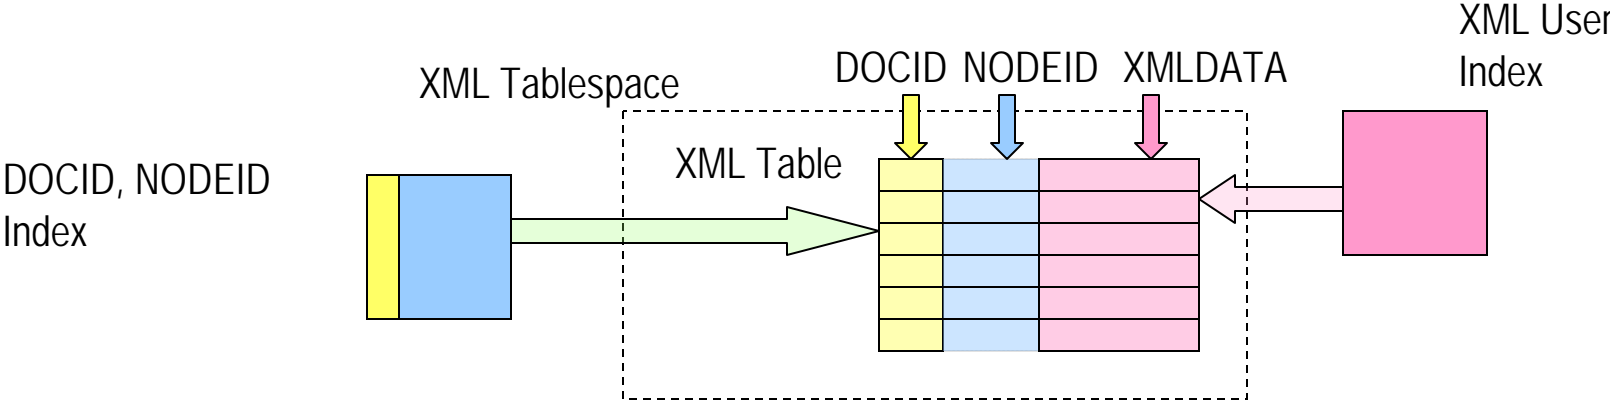 XML User
Index
DOCID NODEID XMLDATA
XML Tablespace
XML Table
DOCID, NODEID
Index